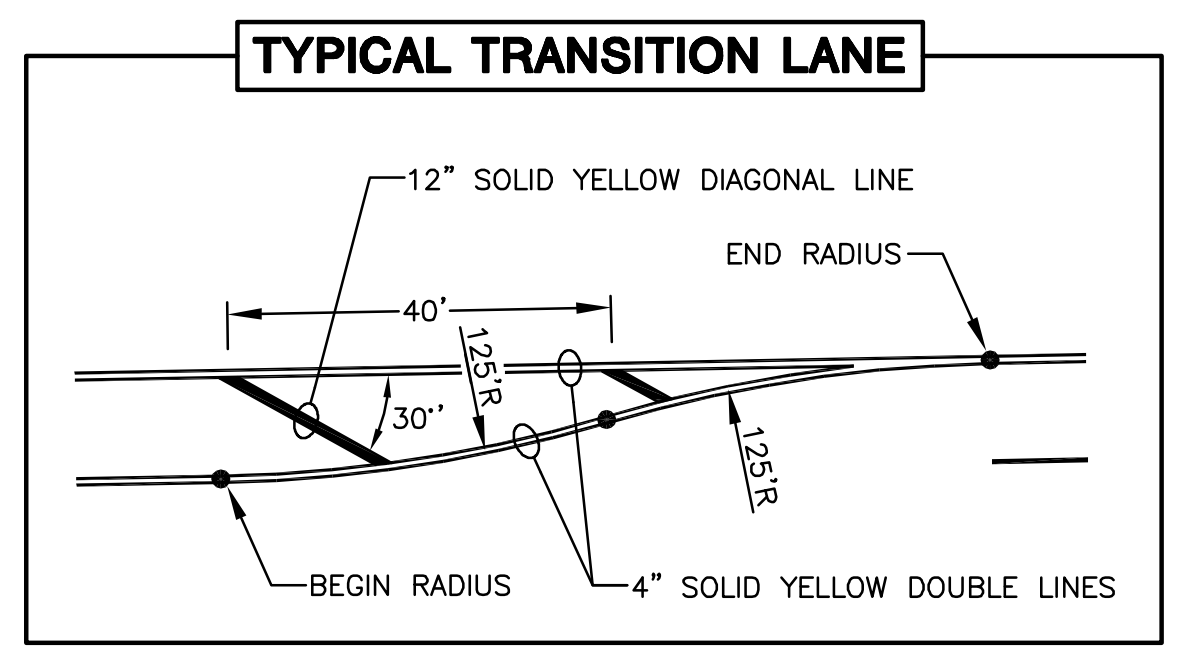 TYPICAL TRANSITION LANE
12" SOLID YELLOW DIAGONAL LINE
END RADIUS
40'
125'R
30°'
125'R
BEGIN RADIUS
4" SOLID YELLOW DOUBLE LINES